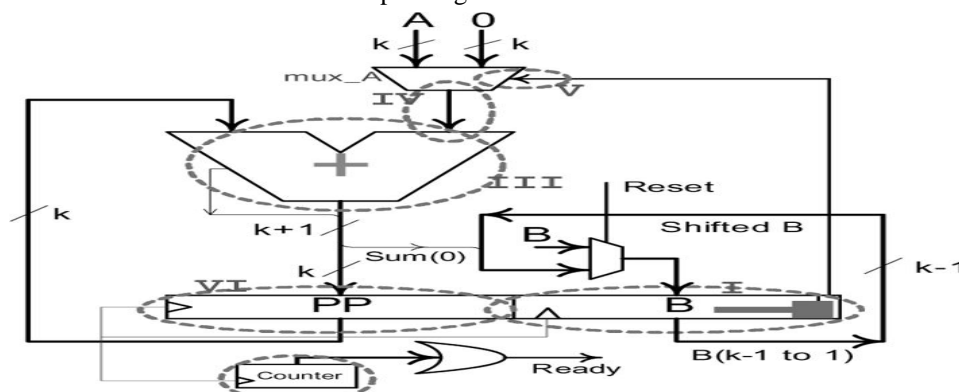 A 0
k k
mux_A
IV V
+
III
k
Reset
k+1
Shifted B
B
Sum(0)
k
k-1
VI I
PP B
B(k-1 to 1)
Counter
Ready